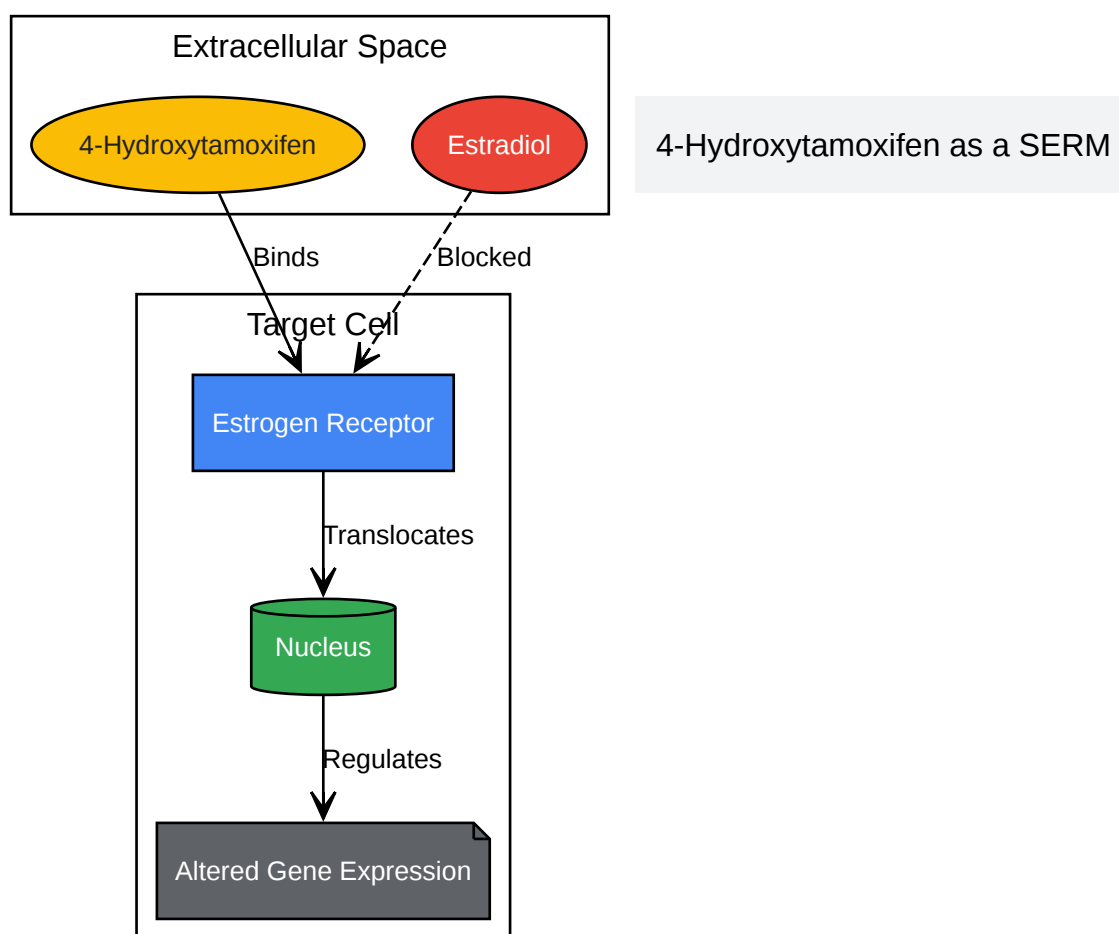 Extracellular Space
4-Hydroxytamoxifen
Estradiol
4-Hydroxytamoxifen as a SERM
Binds
Blocked
Target Cell
Estrogen Receptor
Translocates
Nucleus
Regulates
Altered Gene Expression